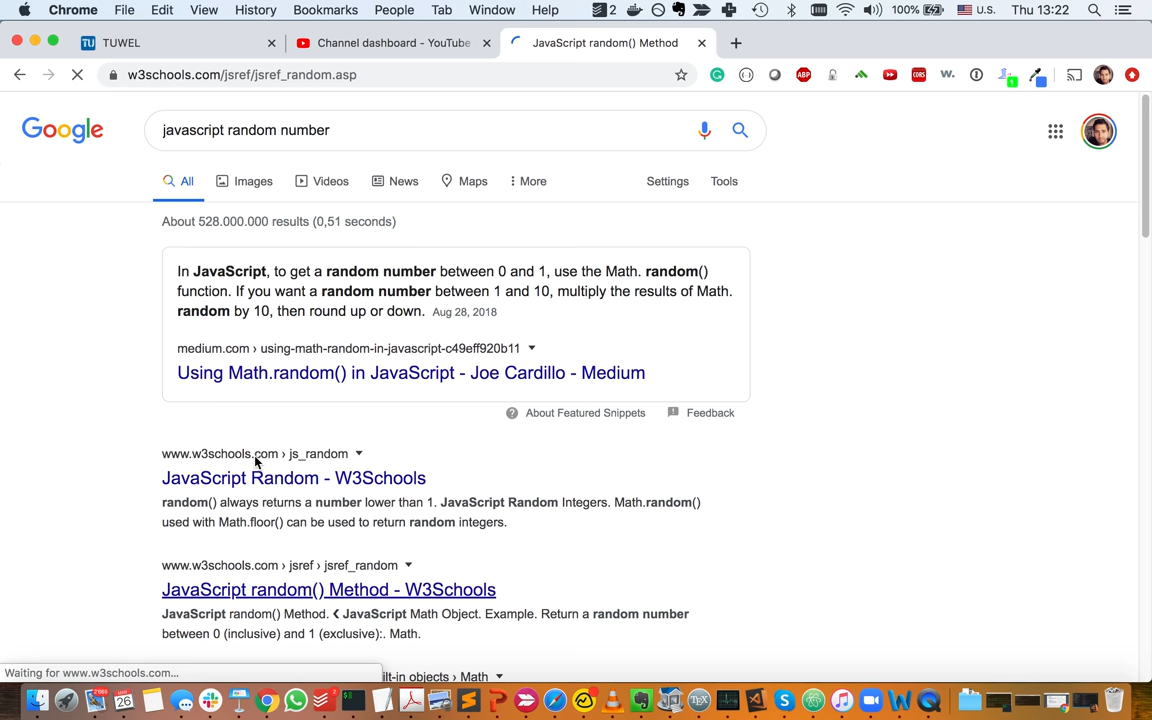 Chrome File Edit View History Bookmarks People Tab Window Help 2 100% U.S. Thu 13:22
TU TUWEL Channel dashboard - YouTube JavaScript random() Method
w3schools.com/jsref/jsref_random.asp ABP CORS W. 1
Google javascript random number
All Images Videos News Maps More Settings Tools
About 528.000.000 results (0,51 seconds)
In JavaScript, to get a random number between 0 and 1, use the Math. random()
function. If you want a random number between 1 and 10, multiply the results of Math.
random by 10, then round up or down. Aug 28, 2018
medium.com › using-math-random-in-javascript-c49eff920b11
Using Math.random() in JavaScript - Joe Cardillo - Medium
About Featured Snippets Feedback
www.w3schools.com › js_random
JavaScript Random - W3Schools
random() always returns a number lower than 1. JavaScript Random Integers. Math.random()
used with Math.floor() can be used to return random integers.
www.w3schools.com › jsref › jsref_random
JavaScript random() Method - W3Schools
JavaScript random() Method. ❮ JavaScript Math Object. Example. Return a random number
between 0 (inclusive) and 1 (exclusive):. Math.
Waiting for www.w3schools.com... ilt-in objects › Math